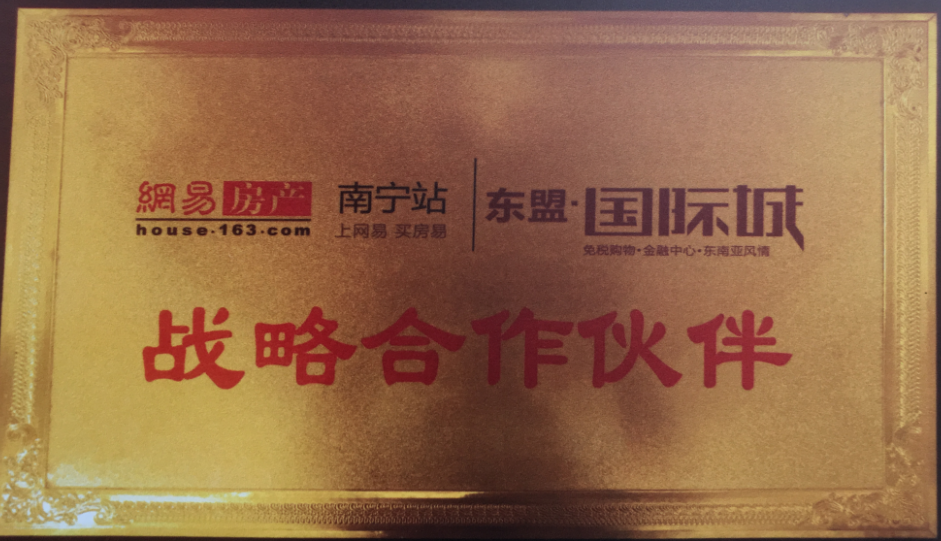 網易房产 南宁站 东盟·国际城
house·163·com 上网易 买房易 免税购物·金融中心·东南亚风情
战略合作伙伴